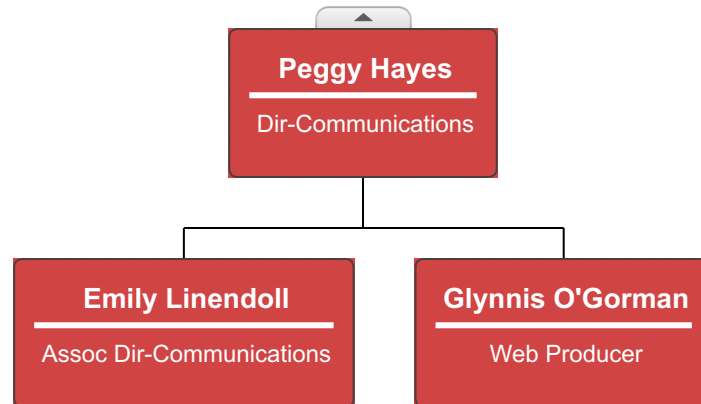 Peggy Hayes
Dir-Communications
Emily Linendoll
Assoc Dir-Communications
Glynnis O'Gorman
Web Producer